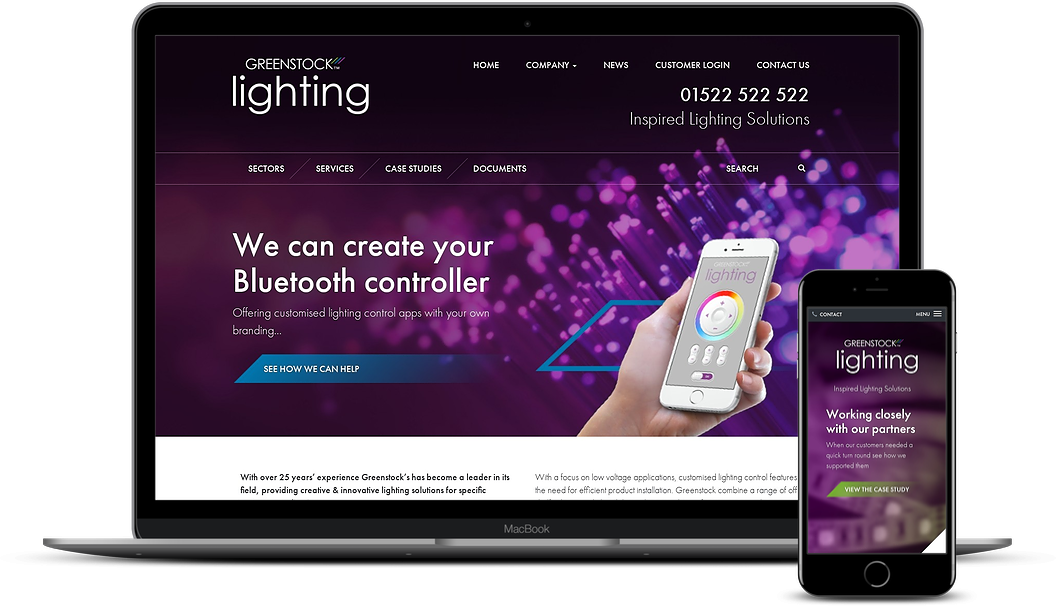 GREENSTOCK™
lighting
HOME
COMPANY
NEWS
CUSTOMER LOGIN
CONTACT US
01522 522 522
Inspired Lighting Solutions
SECTORS
SERVICES
CASE STUDIES
DOCUMENTS
SEARCH
We can create your
Bluetooth controller
Offering customised lighting control apps with your own
branding...
SEE HOW WE CAN HELP
GREENSTOCK
lighting
With over 25 years' experience Greenstock's has become a leader in its
field, providing creative & innovative lighting solutions for specific
With a focus on low voltage applications, customised lighting control features
the need for efficient product installation. Greenstock combine a range of off
MacBook
CONTACT
MENU
GREENSTOCK™
lighting
Inspired Lighting Solutions
Working closely
with our partners
When our customers needed a
quick turn round see how we
supported them
VIEW THE CASE STUDY